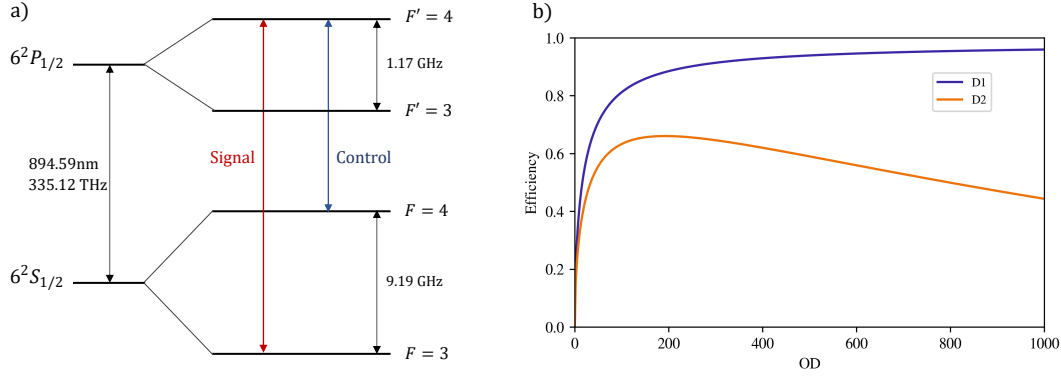 a)
6²P₁/₂
F′ = 4
1.17 GHz
F′ = 3
Signal
Control
894.59nm
335.12 THz
F = 4
6²S₁/₂
9.19 GHz
F = 3
b)
Efficiency
1.0
0.8
0.6
0.4
0.2
0.0
D1
D2
0 200 400 600 800 1000
OD